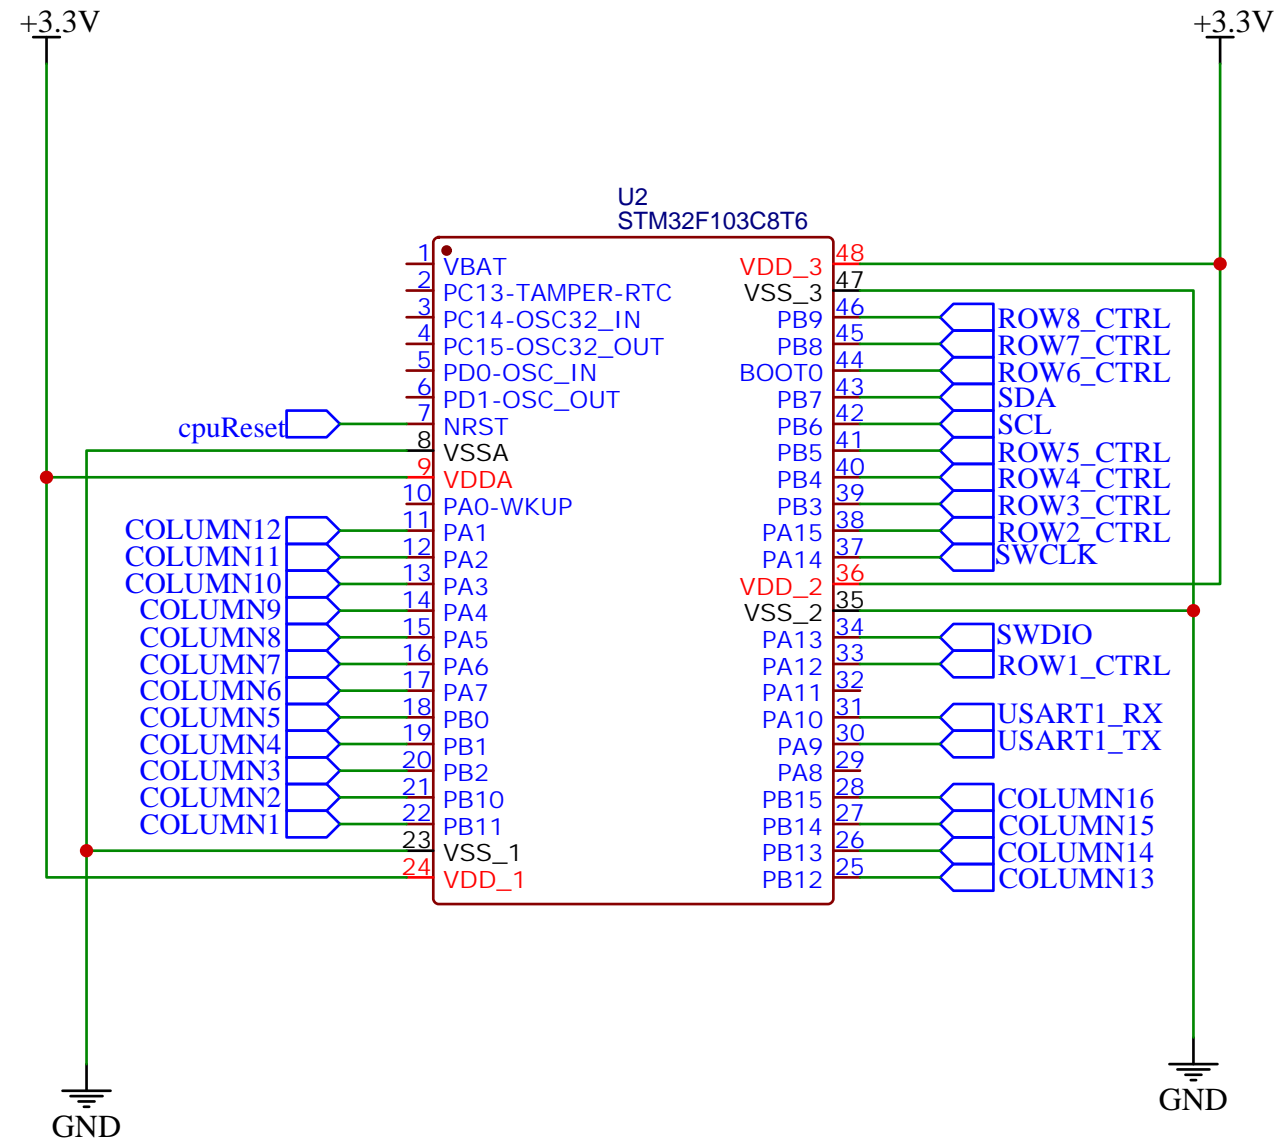 +3.3V
+3.3V
U2
STM32F103C8T6
1 VBAT
2 PC13-TAMPER-RTC
3 PC14-OSC32_IN
4 PC15-OSC32_OUT
5 PD0-OSC_IN
6 PD1-OSC_OUT
cpuReset 7 NRST
8 VSSA
9 VDDA
10 PA0-WKUP
COLUMN12 11 PA1
COLUMN11 12 PA2
COLUMN10 13 PA3
COLUMN9 14 PA4
COLUMN8 15 PA5
COLUMN7 16 PA6
COLUMN6 17 PA7
COLUMN5 18 PB0
COLUMN4 19 PB1
COLUMN3 20 PB2
COLUMN2 21 PB10
COLUMN1 22 PB11
23 VSS_1
24 VDD_1
VDD_3 48
VSS_3 47
PB9 46 ROW8_CTRL
PB8 45 ROW7_CTRL
BOOT0 44 ROW6_CTRL
PB7 43 SDA
PB6 42 SCL
PB5 41 ROW5_CTRL
PB4 40 ROW4_CTRL
PB3 39 ROW3_CTRL
PA15 38 ROW2_CTRL
PA14 37 SWCLK
VDD_2 36
VSS_2 35
PA13 34 SWDIO
PA12 33 ROW1_CTRL
PA11 32
PA10 31 USART1_RX
PA9 30 USART1_TX
PA8 29
PB15 28 COLUMN16
PB14 27 COLUMN15
PB13 26 COLUMN14
PB12 25 COLUMN13
GND
GND